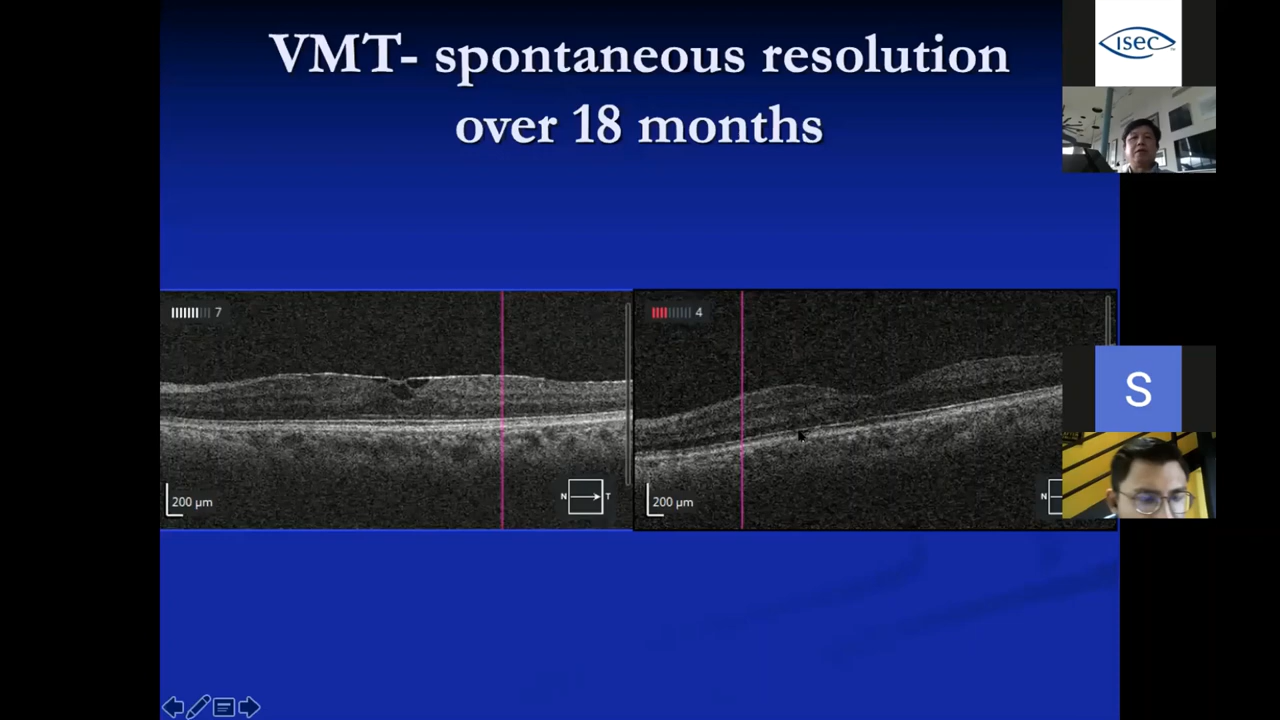 VMT- spontaneous resolution
over 18 months
ISEC
7
4
S
200 µm
N T
200 µm
N